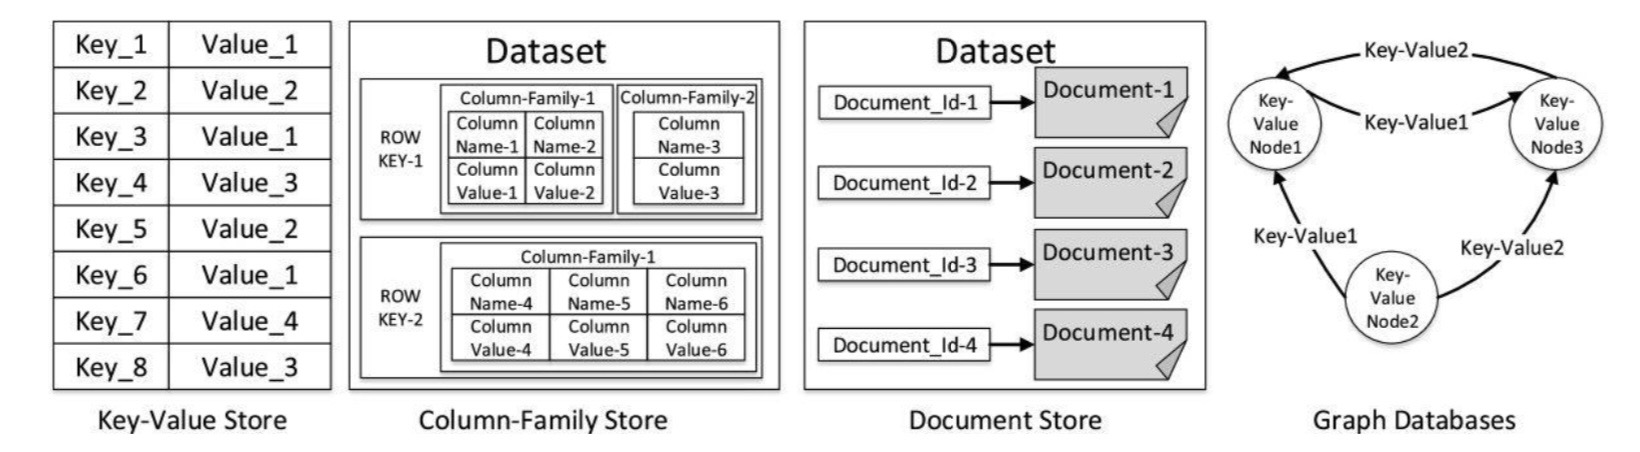 Key_1 Value_1
Key_2 Value_2
Key_3 Value_1
Key_4 Value_3
Key_5 Value_2
Key_6 Value_1
Key_7 Value_4
Key_8 Value_3
Key-Value Store
Dataset
ROW
KEY-1
Column-Family-1
Column
Name-1
Column
Name-2
Column
Value-1
Column
Value-2
Column-Family-2
Column
Name-3
Column
Value-3
ROW
KEY-2
Column-Family-1
Column
Name-4
Column
Name-5
Column
Name-6
Column
Value-4
Column
Value-5
Column
Value-6
Column-Family Store
Dataset
Document_Id-1
Document-1
Document_Id-2
Document-2
Document_Id-3
Document-3
Document_Id-4
Document-4
Document Store
Key-Value2
Key-
Value
Node1
Key-Value1
Key-
Value
Node3
Key-Value1
Key-Value2
Key-
Value
Node2
Graph Databases